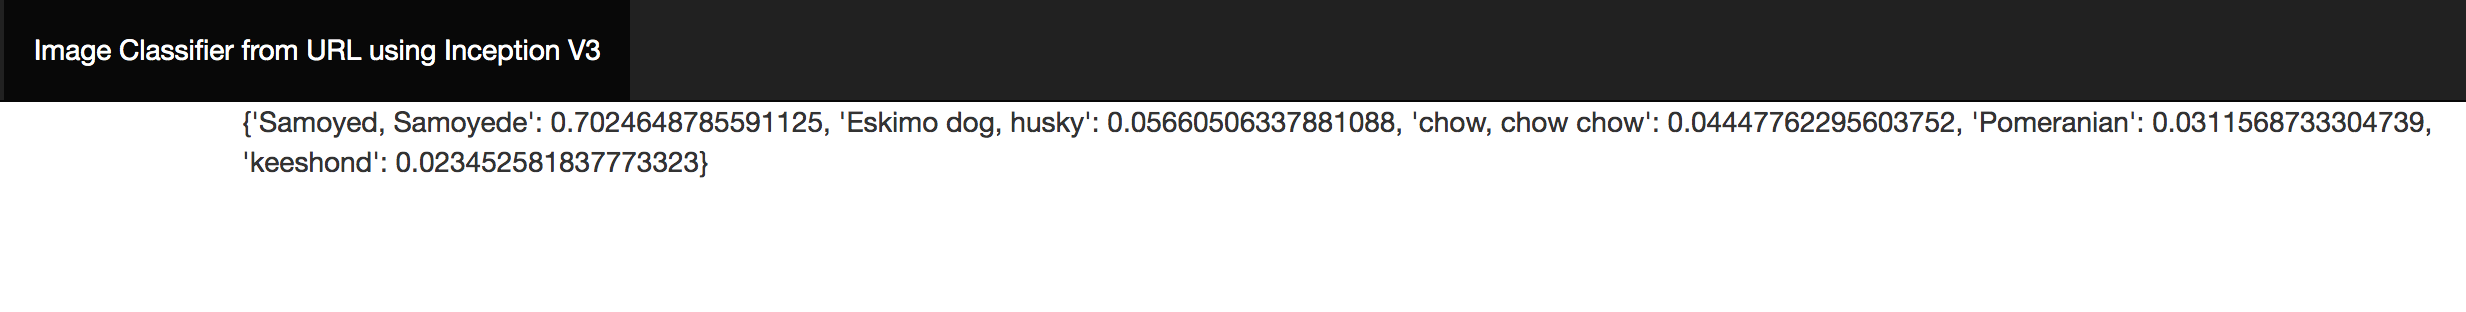 Image Classifier from URL using Inception V3
{'Samoyed, Samoyede': 0.7024648785591125, 'Eskimo dog, husky': 0.05660506337881088, 'chow, chow chow': 0.04447762295603752, 'Pomeranian': 0.0311568733304739,
'keeshond': 0.023452581837773323}